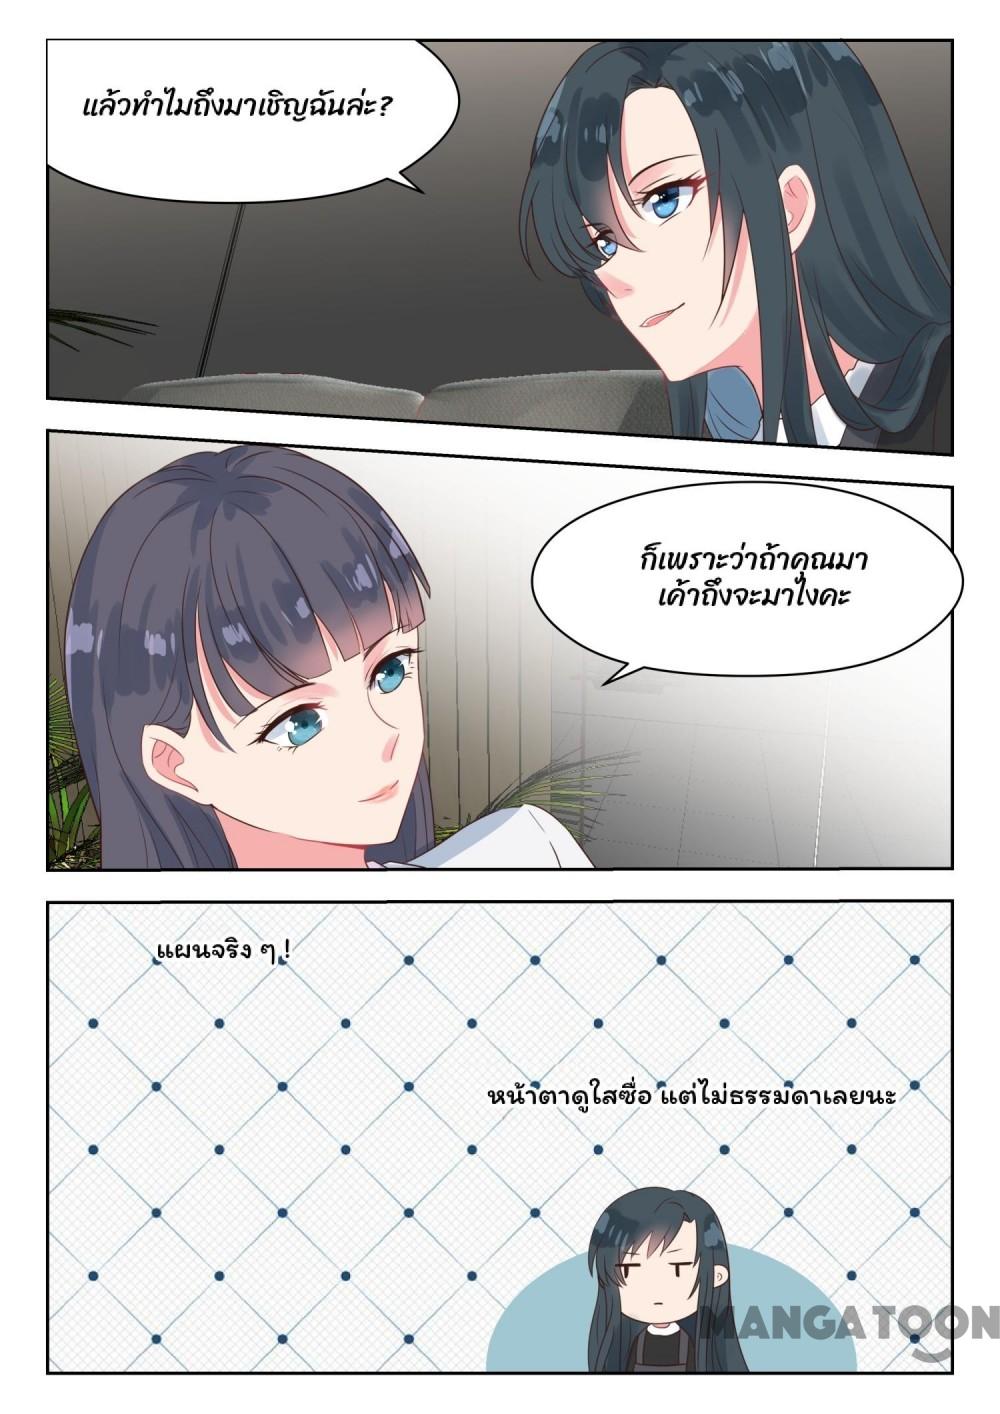 แล้วทำไมถึงมาเชิญฉันล่ะ?
ก็เพราะว่าถ้าคุณมา
เค้าถึงจะมาไงคะ
แผนจริง ๆ !
หน้าตาดูใสซื่อ แต่ไม่ธรรมดาเลยนะ
MANGATOON